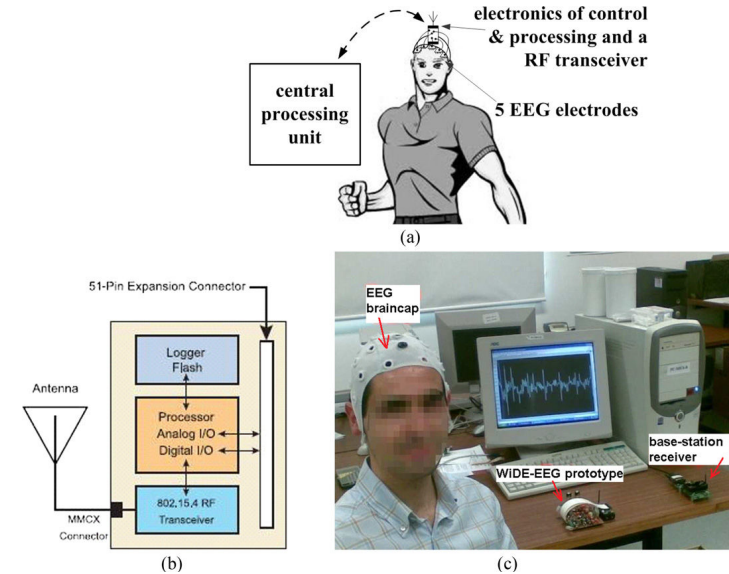 electronics of control
& processing and a
RF transceiver
central
processing
unit
5 EEG electrodes
(a)
51-Pin Expansion Connector
Logger
Flash
Antenna
Processor
Analog I/O
Digital I/O
802,15,4 RF
Transceiver
MMCX
Connector
(b)
EEG
braincap
base-station
receiver
WiDE-EEG prototype
(c)